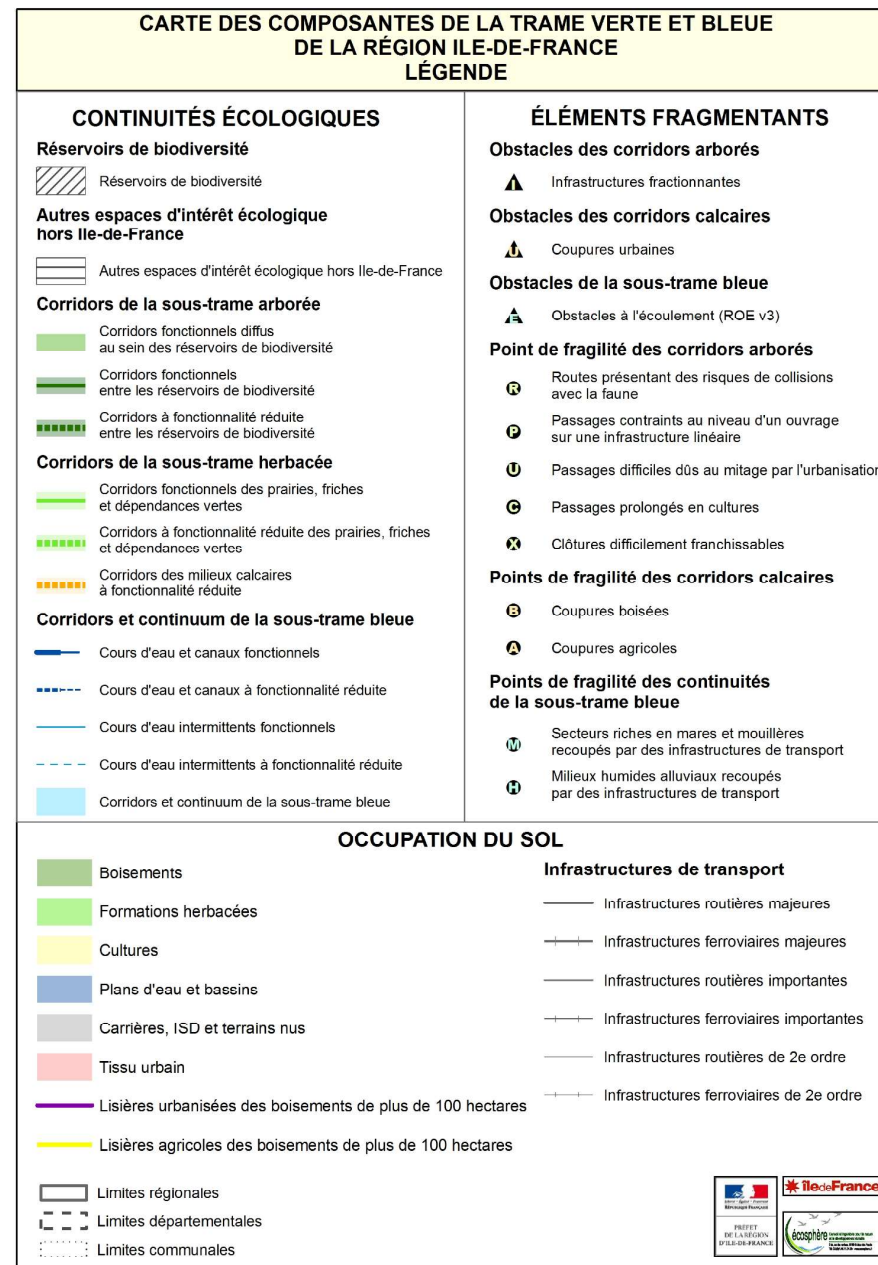 CARTE DES COMPOSANTES DE LA TRAME VERTE ET BLEUE
DE LA RÉGION ILE-DE-FRANCE
LÉGENDE
CONTINUITÉS ÉCOLOGIQUES
Réservoirs de biodiversité
Réservoirs de biodiversité
Autres espaces d'intérêt écologique
hors Ile-de-France
Autres espaces d'intérêt écologique hors Ile-de-France
Corridors de la sous-trame arborée
Corridors fonctionnels diffus
au sein des réservoirs de biodiversité
Corridors fonctionnels
entre les réservoirs de biodiversité
Corridors à fonctionnalité réduite
entre les réservoirs de biodiversité
Corridors de la sous-trame herbacée
Corridors fonctionnels des prairies, friches
et dépendances vertes
Corridors à fonctionnalité réduite des prairies, friches
et dépendances vertes
Corridors des milieux calcaires
à fonctionnalité réduite
Corridors et continuum de la sous-trame bleue
Cours d'eau et canaux fonctionnels
Cours d'eau et canaux à fonctionnalité réduite
Cours d'eau intermittents fonctionnels
Cours d'eau intermittents à fonctionnalité réduite
Corridors et continuum de la sous-trame bleue
ÉLÉMENTS FRAGMENTANTS
Obstacles des corridors arborés
I Infrastructures fractionnantes
Obstacles des corridors calcaires
U Coupures urbaines
Obstacles de la sous-trame bleue
E Obstacles à l'écoulement (ROE v3)
Point de fragilité des corridors arborés
R Routes présentant des risques de collisions
avec la faune
P Passages contraints au niveau d'un ouvrage
sur une infrastructure linéaire
U Passages difficiles dûs au mitage par l'urbanisation
C Passages prolongés en cultures
X Clôtures difficilement franchissables
Points de fragilité des corridors calcaires
B Coupures boisées
A Coupures agricoles
Points de fragilité des continuités
de la sous-trame bleue
M Secteurs riches en mares et mouillères
recoupés par des infrastructures de transport
H Milieux humides alluviaux recoupés
par des infrastructures de transport
OCCUPATION DU SOL
Boisements
Formations herbacées
Cultures
Plans d'eau et bassins
Carrières, ISD et terrains nus
Tissu urbain
Lisières urbanisées des boisements de plus de 100 hectares
Lisières agricoles des boisements de plus de 100 hectares
Limites régionales
Limites départementales
Limites communales
Infrastructures de transport
Infrastructures routières majeures
Infrastructures ferroviaires majeures
Infrastructures routières importantes
Infrastructures ferroviaires importantes
Infrastructures routières de 2e ordre
Infrastructures ferroviaires de 2e ordre
Liberté • Égalité • Fraternité
RÉPUBLIQUE FRANÇAISE
PRÉFET
DE LA RÉGION
D'ILE-DE-FRANCE
îledeFrance
écosphère